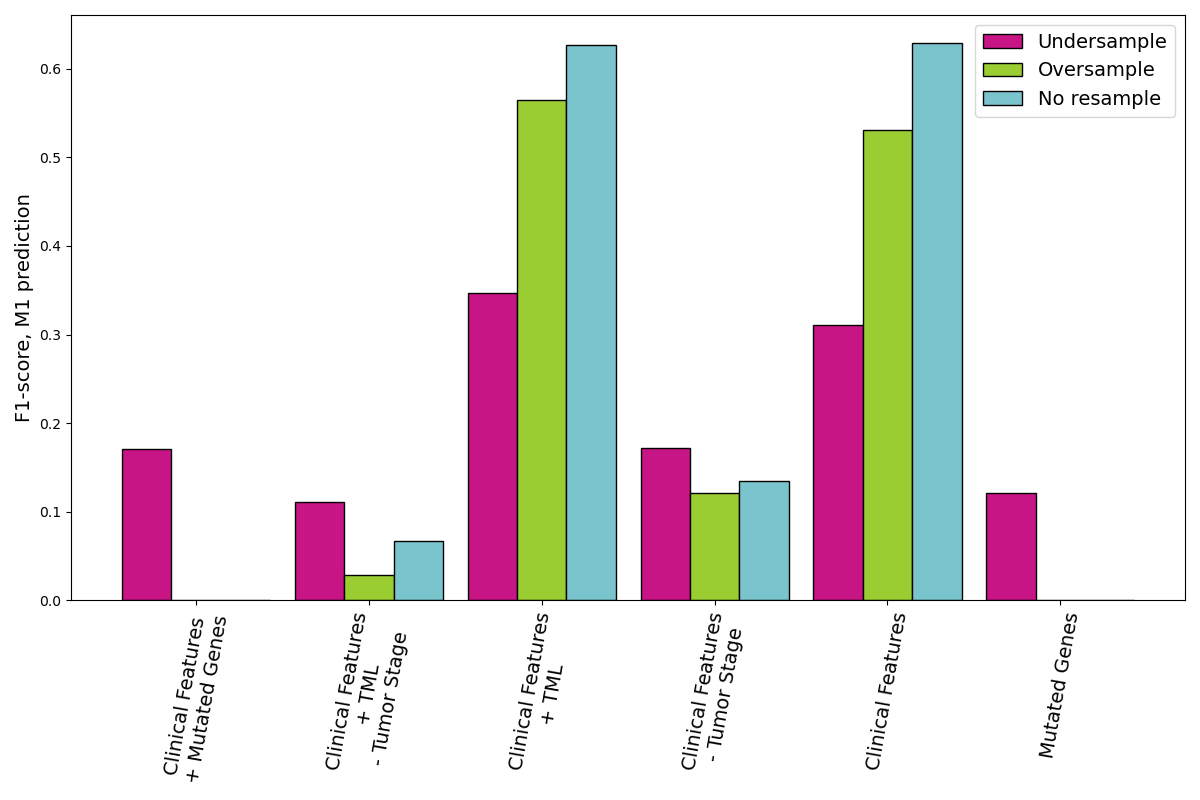 Undersample
Oversample
No resample
F1-score, M1 prediction
0.6
0.5
0.4
0.3
0.2
0.1
0.0
Clinical Features
+ Mutated Genes
Clinical Features
+ TML
- Tumor Stage
Clinical Features
+ TML
Clinical Features
- Tumor Stage
Clinical Features
Mutated Genes